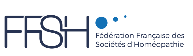 FFSH
Fédération Française des
Sociétés d'Homéopathie